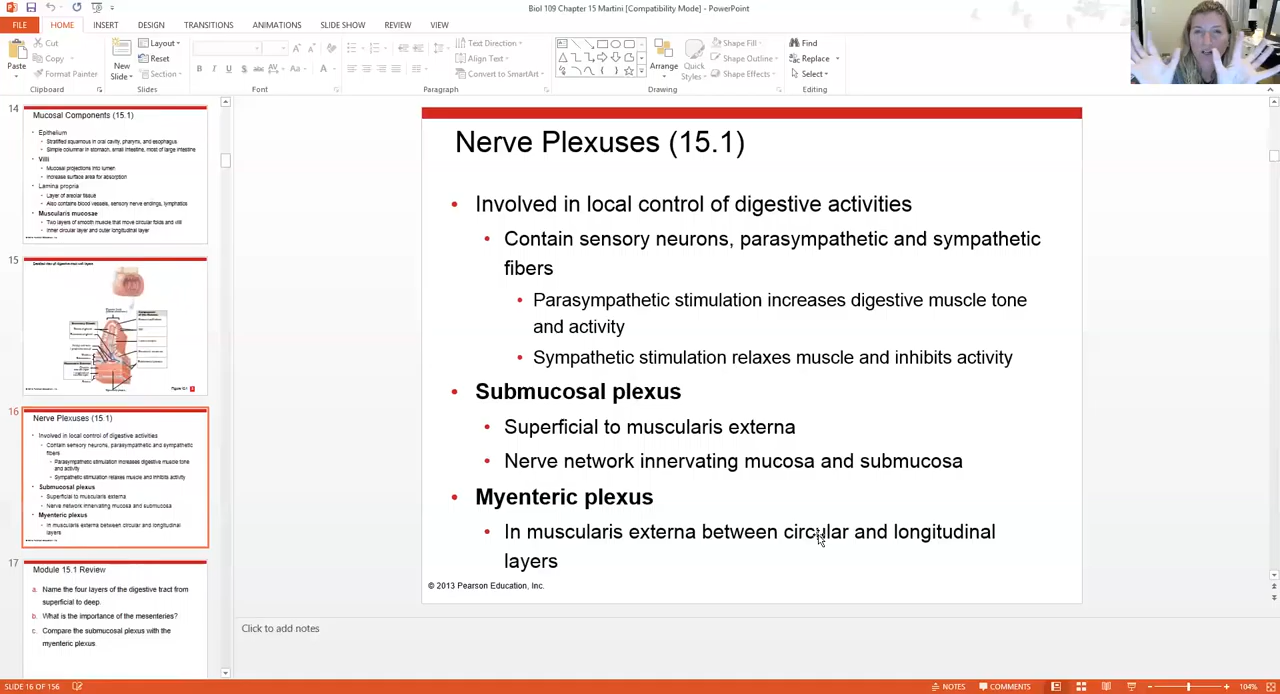 Biol 109 Chapter 15 Martini [Compatibility Mode] - PowerPoint
FILE HOME INSERT DESIGN TRANSITIONS ANIMATIONS SLIDE SHOW REVIEW VIEW
Paste
Cut
Copy
Format Painter
Clipboard
New
Slide
Layout
Reset
Section
Slides
B I U S abc AV Aa A
Font
Text Direction
Align Text
Convert to SmartArt
Paragraph
Arrange
Quick
Styles
Shape Fill
Shape Outline
Shape Effects
Drawing
Find
Replace
Select
Editing
14
Mucosal Components (15.1)
• Epithelium
• Stratified squamous in oral cavity, pharynx, and esophagus
• Simple columnar in stomach, small intestine, most of large intestine
• Villi
• Mucosal projections into lumen
• Increase surface area for absorption
• Lamina propria
• Layer of areolar tissue
• Also contains blood vessels, sensory nerve endings, lymphatics
• Muscularis mucosae
• Two layers of smooth muscle that move circular folds and villi
• Inner circular layer and outer longitudinal layer
15
16
Nerve Plexuses (15.1)
• Involved in local control of digestive activities
• Contain sensory neurons, parasympathetic and sympathetic
fibers
• Parasympathetic stimulation increases digestive muscle tone
and activity
• Sympathetic stimulation relaxes muscle and inhibits activity
• Submucosal plexus
• Superficial to muscularis externa
• Nerve network innervating mucosa and submucosa
• Myenteric plexus
• In muscularis externa between circular and longitudinal
layers
17
Module 15.1 Review
a. Name the four layers of the digestive tract from
superficial to deep.
b. What is the importance of the mesenteries?
c. Compare the submucosal plexus with the
myenteric plexus
Nerve Plexuses (15.1)
• Involved in local control of digestive activities
• Contain sensory neurons, parasympathetic and sympathetic
fibers
• Parasympathetic stimulation increases digestive muscle tone
and activity
• Sympathetic stimulation relaxes muscle and inhibits activity
• Submucosal plexus
• Superficial to muscularis externa
• Nerve network innervating mucosa and submucosa
• Myenteric plexus
• In muscularis externa between circular and longitudinal
layers
© 2013 Pearson Education, Inc.
Click to add notes
SLIDE 16 OF 156
NOTES COMMENTS 104%